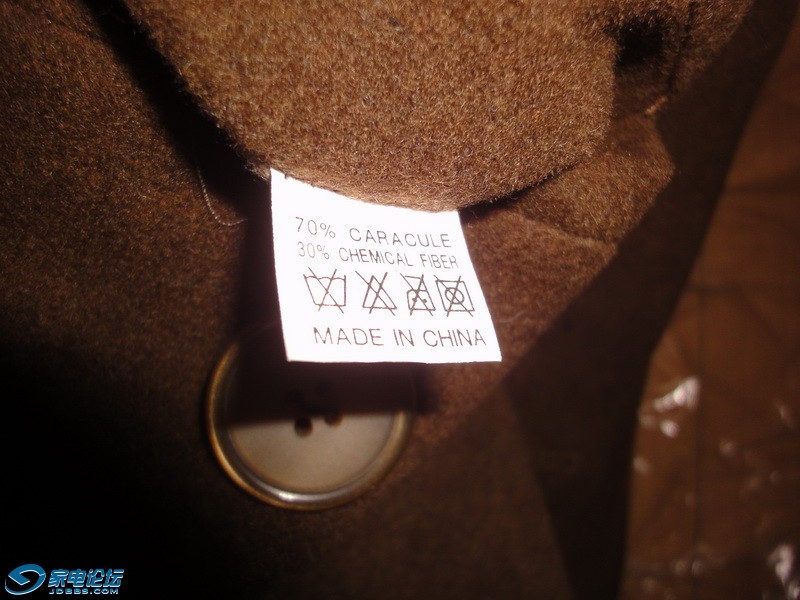 70% CARACULE
30% CHEMICAL FIBER
MADE IN CHINA
家电论坛
JDBBS.COM